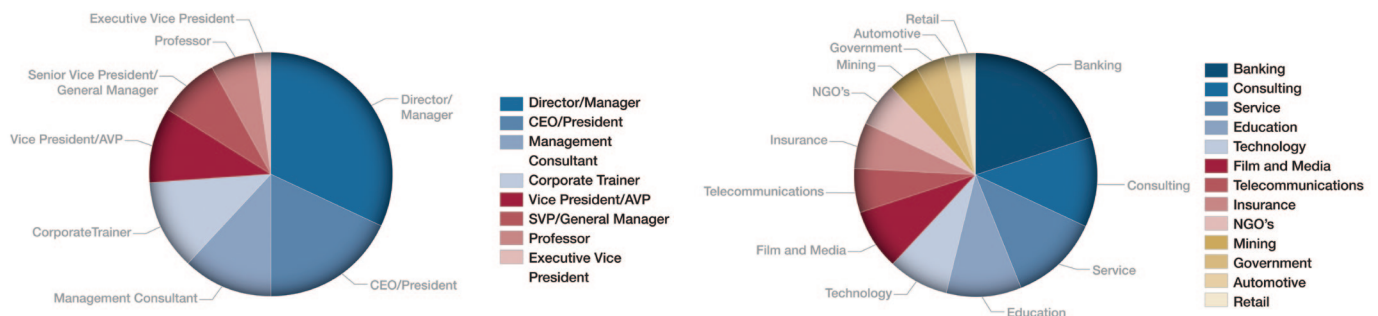 Executive Vice President
Professor
Senior Vice President/
General Manager
Vice President/AVP
CorporateTrainer
Management Consultant
CEO/President
Director/
Manager
Director/Manager
CEO/President
Management
Consultant
Corporate Trainer
Vice President/AVP
SVP/General Manager
Professor
Executive Vice
President
Retail
Automotive
Government
Mining
NGO's
Insurance
Telecommunications
Film and Media
Technology
Education
Service
Consulting
Banking
Banking
Consulting
Service
Education
Technology
Film and Media
Telecommunications
Insurance
NGO's
Mining
Government
Automotive
Retail